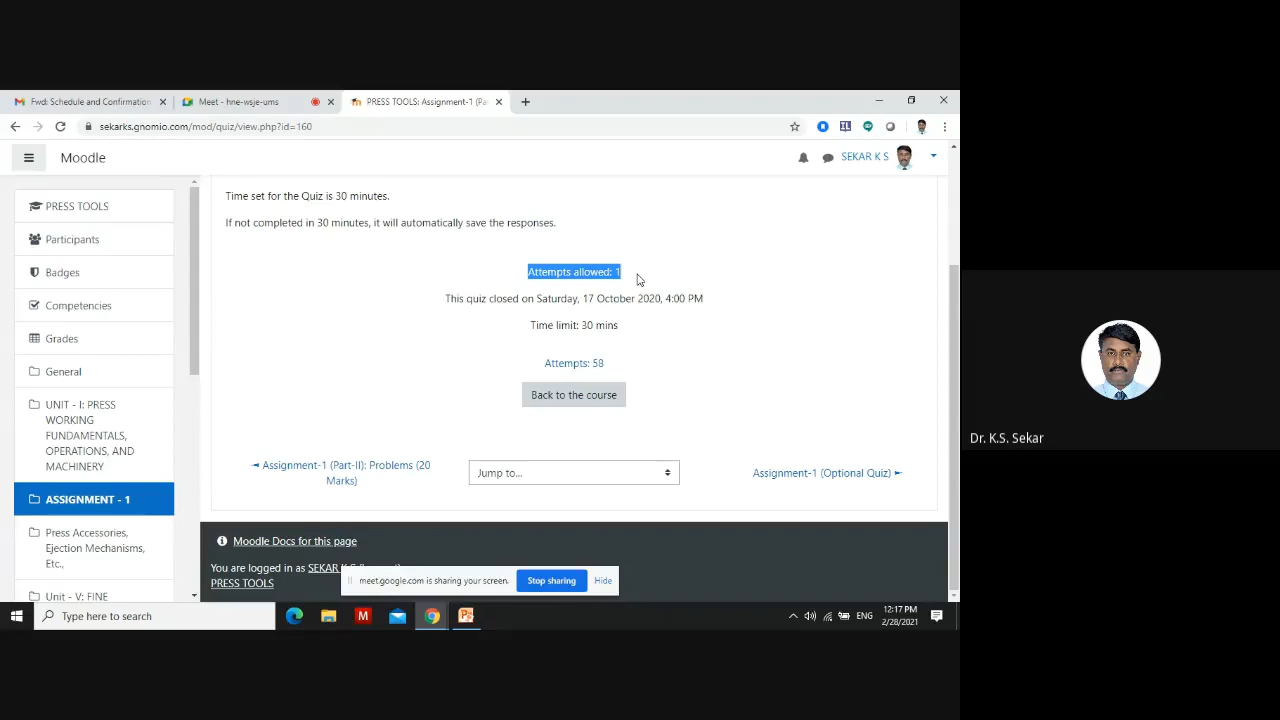 Fwd: Schedule and Confirmation
Meet - hne-wsje-ums
PRESS TOOLS: Assignment-1 (Pa
sekarks.gnomio.com/mod/quiz/view.php?id=160
Moodle
SEKAR K S
PRESS TOOLS
Participants
Badges
Competencies
Grades
General
UNIT - I: PRESS
WORKING
FUNDAMENTALS,
OPERATIONS, AND
MACHINERY
ASSIGNMENT - 1
Press Accessories,
Ejection Mechanisms,
Etc.,
Unit - V: FINE
Time set for the Quiz is 30 minutes.
If not completed in 30 minutes, it will automatically save the responses.
Attempts allowed: 1
This quiz closed on Saturday, 17 October 2020, 4:00 PM
Time limit: 30 mins
Attempts: 58
Back to the course
◄ Assignment-1 (Part-II): Problems (20
Marks)
Jump to...
Assignment-1 (Optional Quiz) ►
Moodle Docs for this page
You are logged in as SEKAR
PRESS TOOLS
meet.google.com is sharing your screen.
Stop sharing
Hide
Type here to search
ENG
12:17 PM
2/28/2021
Dr. K.S. Sekar